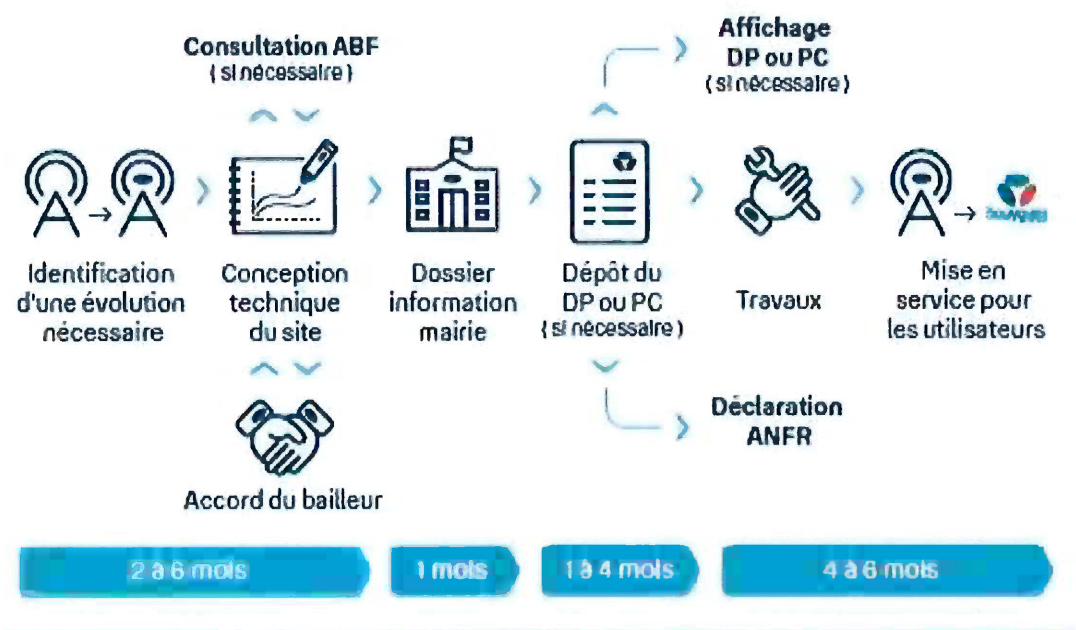 Consultation ABF
(si nécessaire)
Affichage
DP ou PC
(si nécessaire)
Identification
d'une évolution
nécessaire
Conception
technique
du site
Dossier
information
mairie
Dépôt du
DP ou PC
(si nécessaire)
Travaux
Mise en
service pour
les utilisateurs
Accord du bailleur
Déclaration
ANFR
2 à 6 mois
1 mois
1 à 4 mois
4 à 6 mois